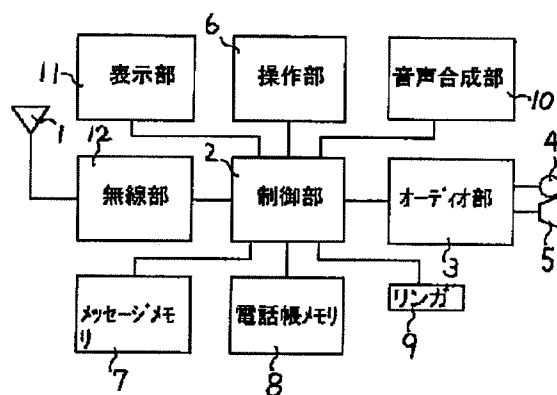 11
表示部
6
操作部
音声合成部
10
1
12
無線部
2
制御部
オーディオ部
3
4
5
メッセージメモ
リ
7
電話帳メモリ
8
リンガ
9